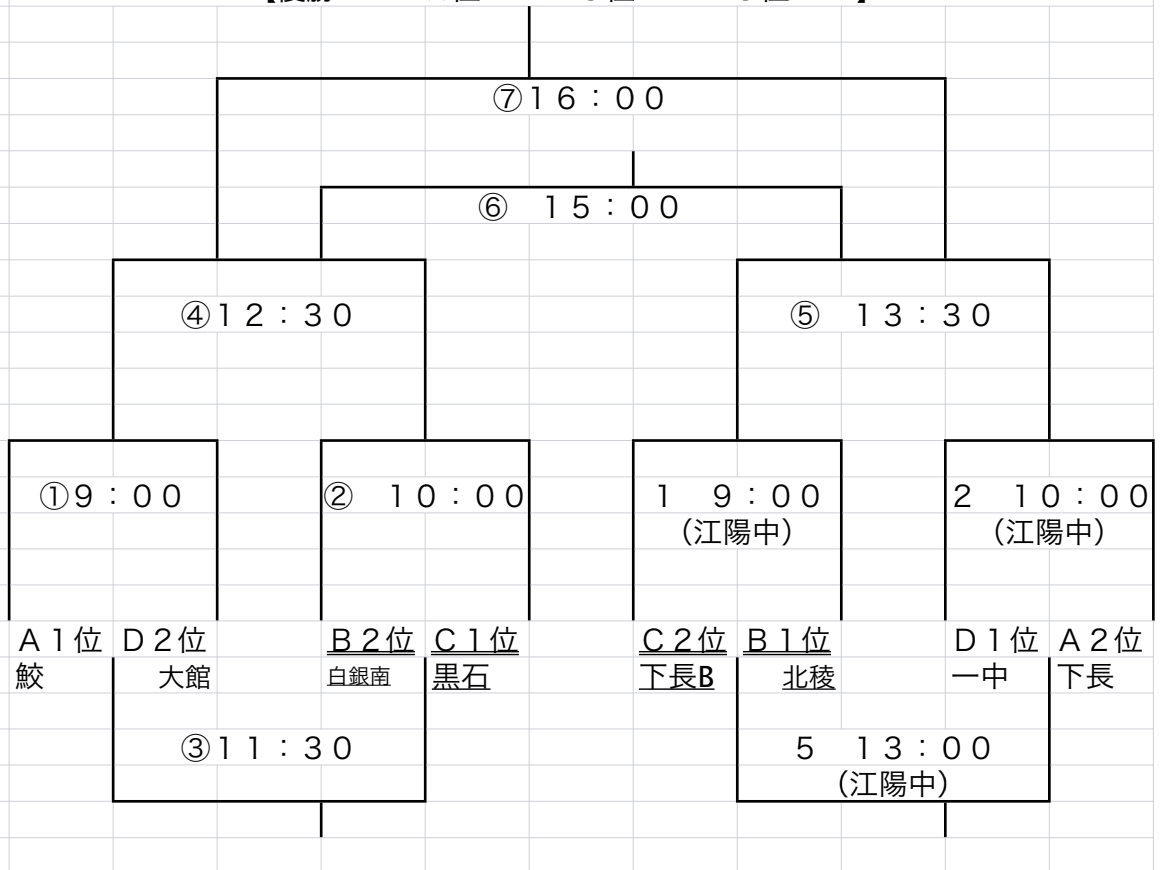 ⑦１６：００
⑥　１５：００
④１２：３０
⑤　１３：３０
①９：００
②　１０：００
１　９：００
（江陽中）
２　１０：００
（江陽中）
Ａ１位 Ｄ２位 Ｂ２位 Ｃ１位 Ｃ２位 Ｂ１位 Ｄ１位 Ａ２位
鮫 大館 白銀南 黒石 下長B 北稜 一中 下長
③１１：３０
５　１３：００
（江陽中）